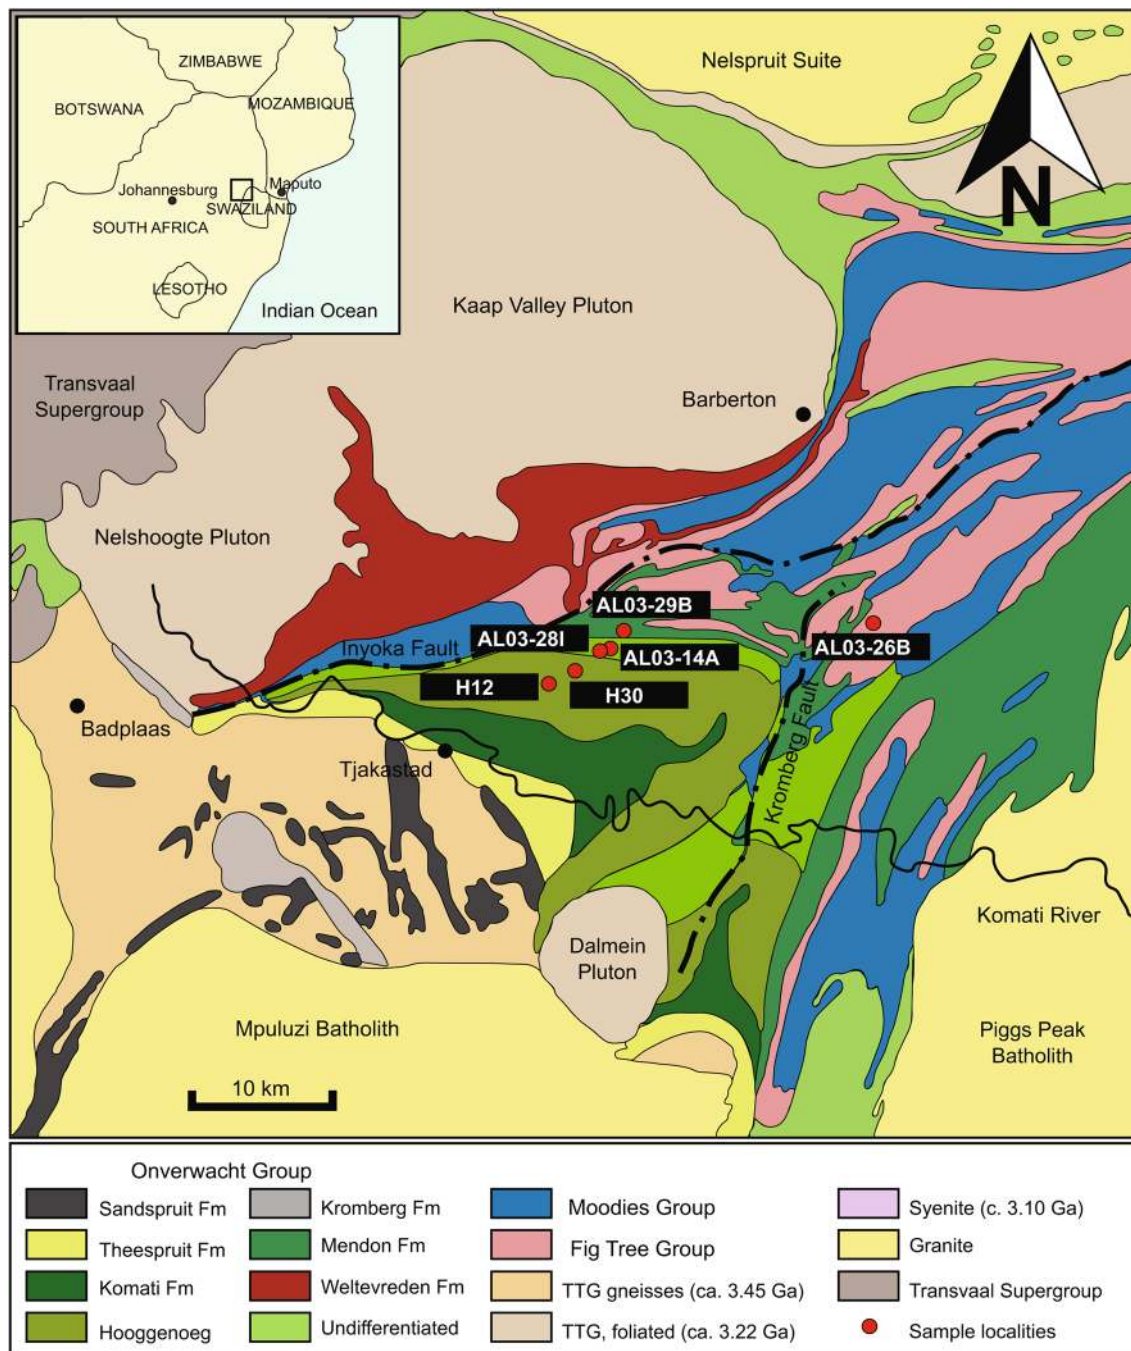 ZIMBABWE
BOTSWANA
MOZAMBIQUE
Johannesburg
Maputo
SWAZILAND
SOUTH AFRICA
LESOTHO
Indian Ocean
Nelspruit Suite
N
Kaap Valley Pluton
Transvaal
Supergroup
Barberton
Nelshoogte Pluton
AL03-29B
Inyoka Fault
AL03-28I
AL03-14A
AL03-26B
H12
H30
Badplaas
Tjakastad
Kromberg Fault
Komati River
Dalmein
Pluton
Mpuluzi Batholith
Piggs Peak
Batholith
10 km
Onverwacht Group
Sandspruit Fm
Kromberg Fm
Moodies Group
Syenite (c. 3.10 Ga)
Theespruit Fm
Mendon Fm
Fig Tree Group
Granite
Komati Fm
Weltevreden Fm
TTG gneisses (ca. 3.45 Ga)
Transvaal Supergroup
Hooggenoeg
Undifferentiated
TTG, foliated (ca. 3.22 Ga)
Sample localities